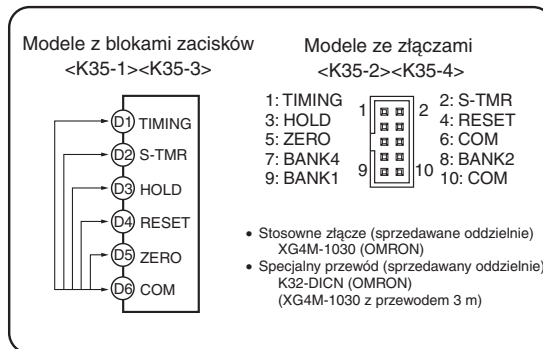 Modele z blokami zacisków
<K35-1><K35-3>
D1 TIMING
D2 S-TMR
D3 HOLD
D4 RESET
D5 ZERO
D6 COM
Modele ze złączami
<K35-2><K35-4>
1: TIMING
3: HOLD
5: ZERO
7: BANK4
9: BANK1
1 2
9 10
2: S-TMR
4: RESET
6: COM
8: BANK2
10: COM
• Stosowne złącze (sprzedawane oddzielnie)
XG4M-1030 (OMRON)
• Specjalny przewód (sprzedawany oddzielnie)
K32-DICN (OMRON)
(XG4M-1030 z przewodem 3 m)